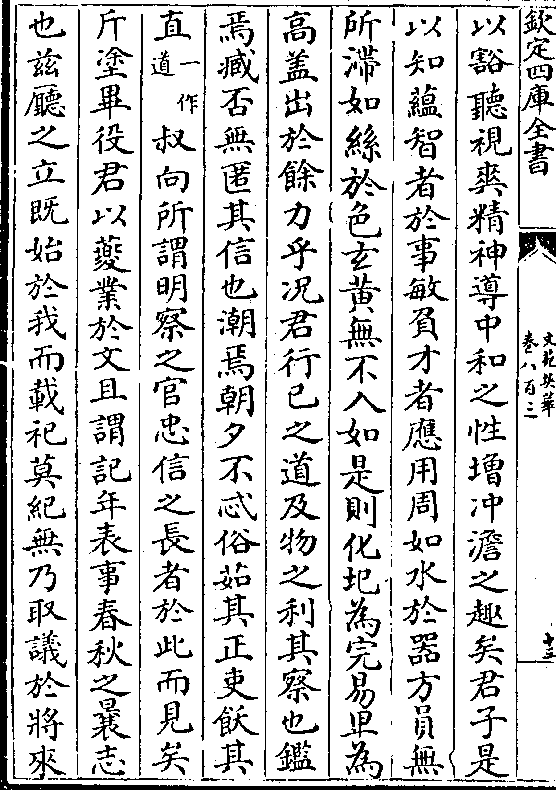 欽定四庫全書
文苑英華
卷八百三
十三
以豁聽視爽精神導中和之性增沖澹之趣矣君子是
以知藴智者於事敏負才者應用周如水於器方員無
所滯如絲於色玄黄無不入如是則化圮為完易卑為
高盖出於餘力乎况君行已之道及物之利其察也鑑
焉臧否無匿其信也潮焉朝夕不忒俗茹其正吏飫其
直一作道叔向所謂明察之官忠信之長者於此而見矣
斤塗畢役君以夔業於文且謂記年表事春秋之曩志
也兹廳之立既始於我而載祀莫紀無乃取議於將來